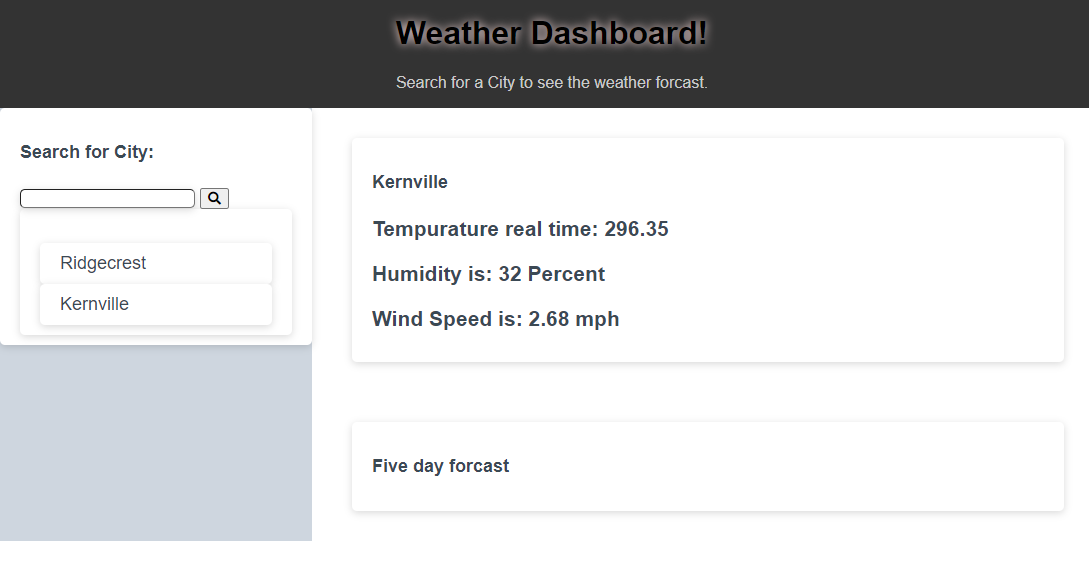 Weather Dashboard!
Search for a City to see the weather forcast.
Search for City:
Ridgecrest
Kernville
Kernville
Tempurature real time: 296.35
Humidity is: 32 Percent
Wind Speed is: 2.68 mph
Five day forcast